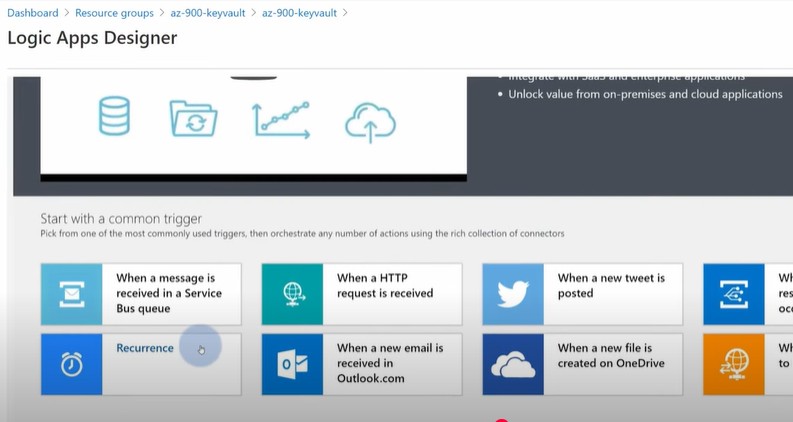 Dashboard > Resource groups > az-900-keyvault > az-900-keyvault >
Logic Apps Designer
Integrate with SaaS and enterprise applications
• Unlock value from on-premises and cloud applications
Start with a common trigger
Pick from one of the most commonly used triggers, then orchestrate any number of actions using the rich collection of connectors
When a message is
received in a Service
Bus queue
When a HTTP
request is received
When a new tweet is
posted
Recurrence
When a new email is
received in
Outlook.com
When a new file is
created on OneDrive
to